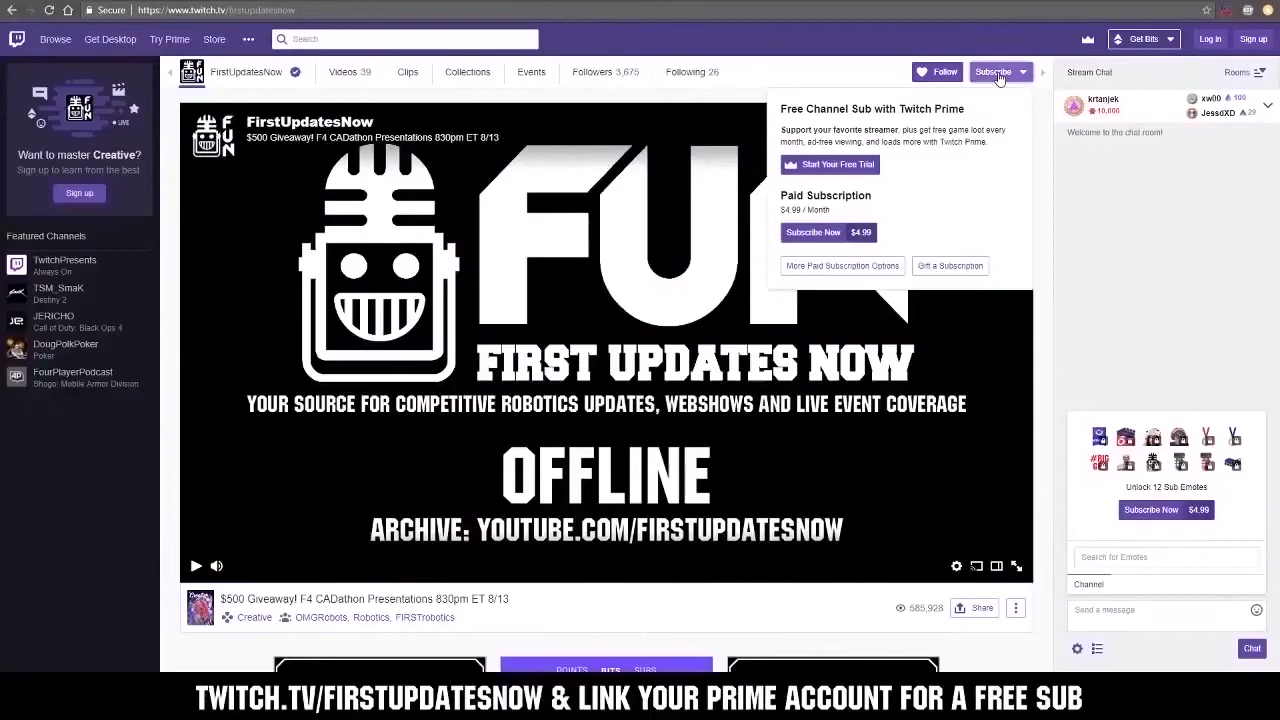 Secure
https://www.twitch.tv/firstupdatesnow
Browse
Get Desktop
Try Prime
Store
Search
Get Bits
Log in
Sign up
FUN
LIVE
Want to master Creative?
Sign up to learn from the best
Sign up
Featured Channels
TwitchPresents
Always On
TSM_SmaK
Destiny 2
JERICHO
Call of Duty: Black Ops 4
DougPolkPoker
Poker
FourPlayerPodcast
Shogo: Mobile Armor Division
FUN
FirstUpdatesNow
Videos 39
Clips
Collections
Events
Followers 3,675
Following 26
Follow
Subscribe
FUN
FirstUpdatesNow
$500 Giveaway! F4 CADathon Presentations 830pm ET 8/13
Free Channel Sub with Twitch Prime
Support your favorite streamer, plus get free game loot every
month, ad-free viewing, and loads more with Twitch Prime.
Start Your Free Trial
Paid Subscription
$4.99 / Month
Subscribe Now $4.99
More Paid Subscription Options
Gift a Subscription
FUN
FIRST UPDATES NOW
YOUR SOURCE FOR COMPETITIVE ROBOTICS UPDATES, WEBSHOWS AND LIVE EVENT COVERAGE
OFFLINE
ARCHIVE: YOUTUBE.COM/FIRSTUPDATESNOW
$500 Giveaway! F4 CADathon Presentations 830pm ET 8/13
Creative
OMGRobots, Robotics, FIRSTrobotics
585,928
Share
POINTS BITS SUBS
Stream Chat
Rooms
krtanjek
10,000
xw00 100
JessdXD 29
Welcome to the chat room!
Unlock 12 Sub Emotes
Subscribe Now $4.99
Search for Emotes
Channel
Send a message
Chat
TWITCH.TV/FIRSTUPDATESNOW & LINK YOUR PRIME ACCOUNT FOR A FREE SUB